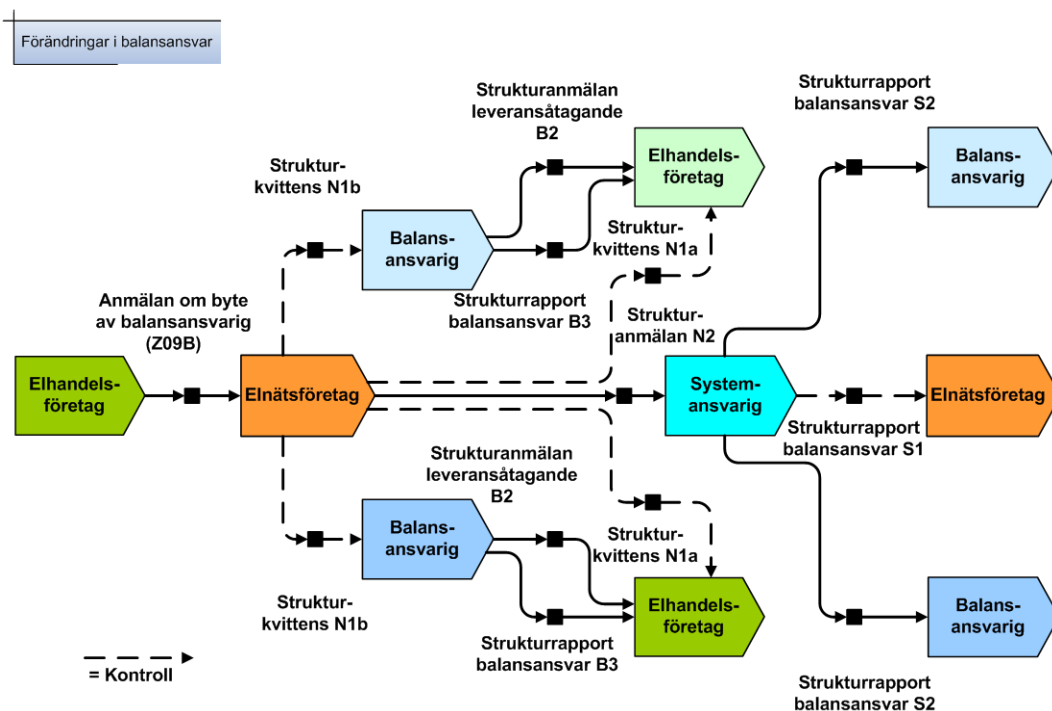 Förändringar i balansansvar
Strukturrapport
balansansvar S2
Strukturanmälan
leveransåtagande
B2
Elhandels-
företag
Balans-
ansvarig
Struktur-
kvittens N1b
Balans-
ansvarig
Struktur-
kvittens N1a
Strukturrapport
balansansvar B3
Anmälan om byte
av balansansvarig
(Z09B)
Struktur-
anmälan N2
Elhandels-
företag
Elnätsföretag
System-
ansvarig
Elnätsföretag
Strukturrapport
balansansvar S1
Strukturanmälan
leveransåtagande
B2
Balans-
ansvarig
Struktur-
kvittens N1a
Struktur-
kvittens N1b
Elhandels-
företag
Balans-
ansvarig
Strukturrapport
balansansvar B3
= Kontroll
Strukturrapport
balansansvar S2